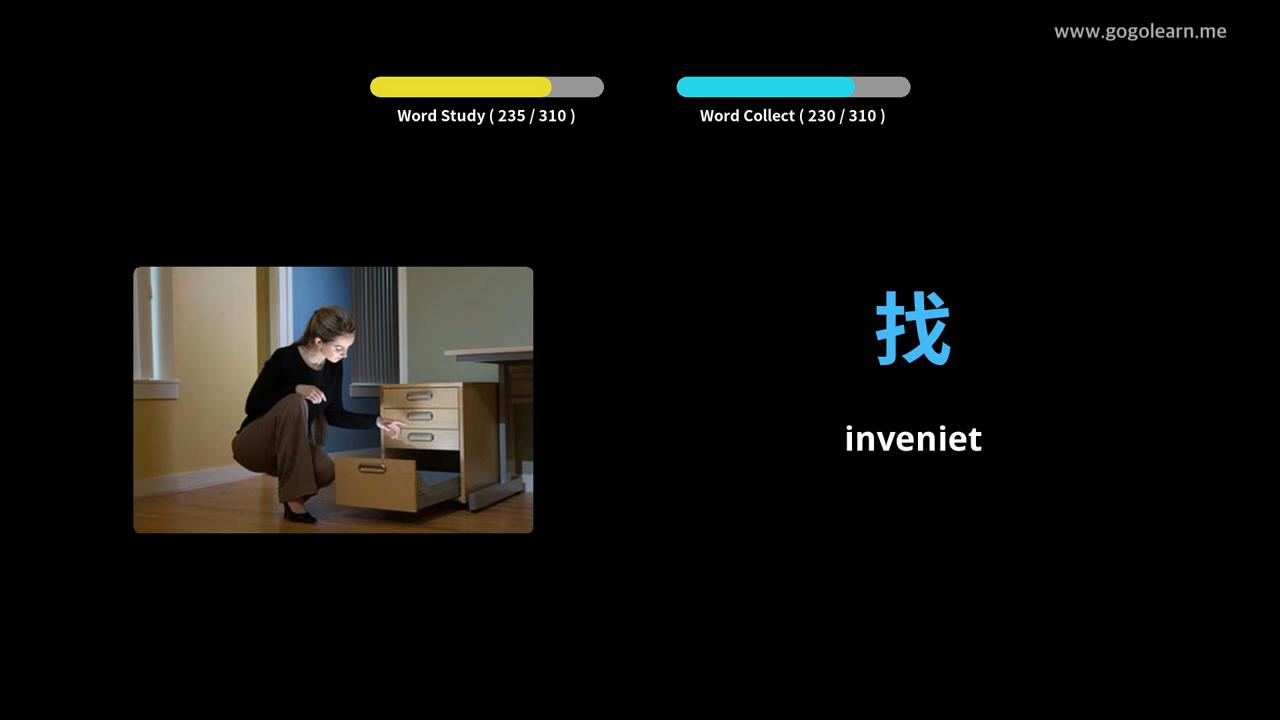 www.gogolearn.me
Word Study ( 235 / 310 )
Word Collect ( 230 / 310 )
找
inveniet